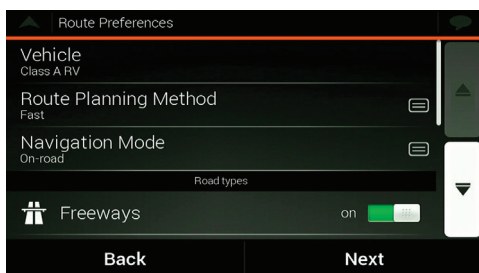 Route Preferences
Vehicle
Class A RV
Route Planning Method
Fast
Navigation Mode
On-road
Road types
Freeways on
Back Next